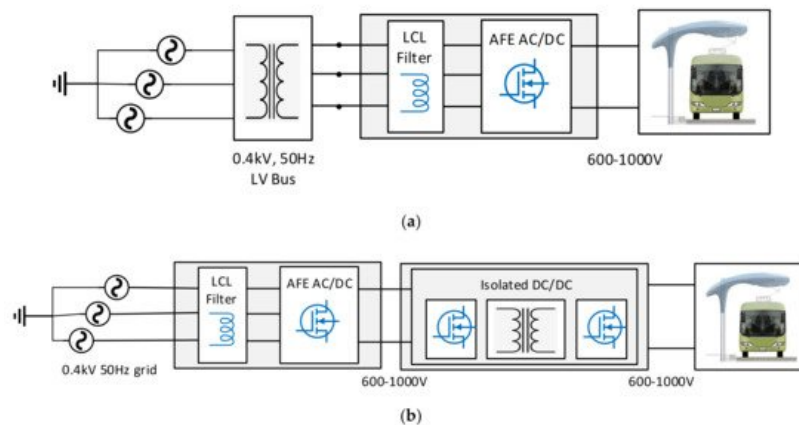 LCL
Filter
AFE AC/DC
0.4kV, 50Hz
LV Bus
600-1000V
(a)
LCL
Filter
AFE AC/DC
Isolated DC/DC
0.4kV 50Hz grid
600-1000V
600-1000V
(b)